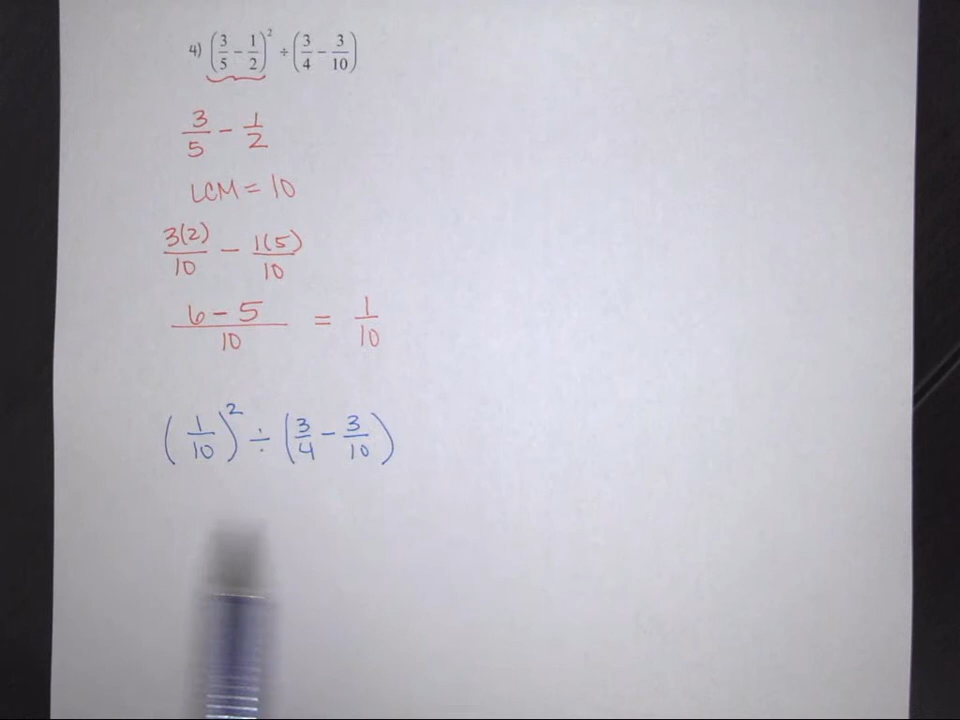 4) (3/5 − 1/2)² ÷ (3/4 − 3/10)
3/5 − 1/2
LCM = 10
3(2)/10 − 1(5)/10
6 − 5/10 = 1/10
(1/10)² ÷ (3/4 − 3/10)